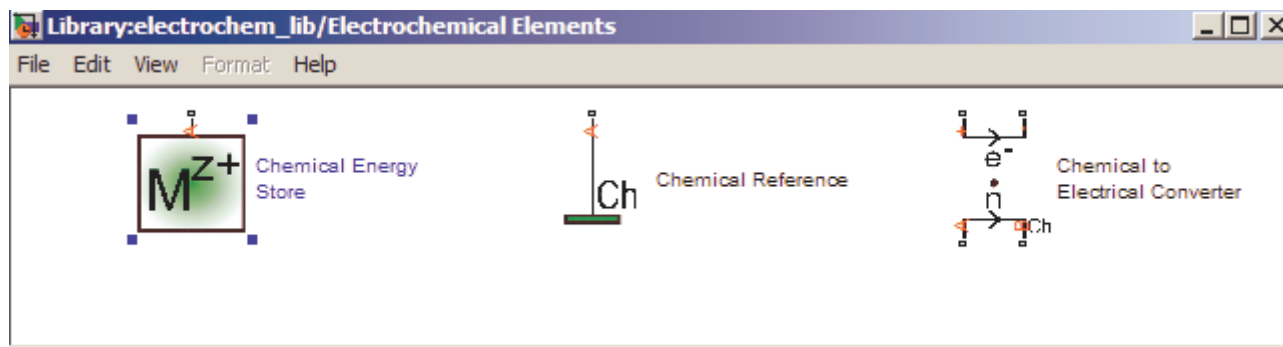 Library:electrochem_lib/Electrochemical Elements
File Edit View Format Help
M^Z+
Chemical Energy
Store
Ch
Chemical Reference
e-
ṅ
Ch
Chemical to
Electrical Converter